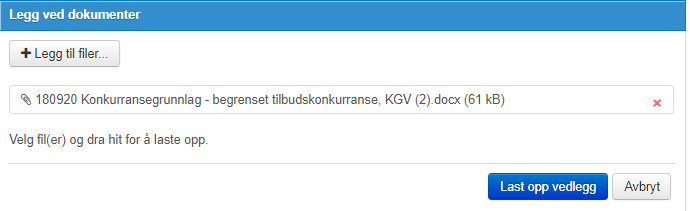 Legg ved dokumenter
Legg til filer...
180920 Konkurransegrunnlag - begrenset tilbudskonkurranse, KGV (2).docx (61 kB)
Velg fil(er) og dra hit for å laste opp.
Last opp vedlegg
Avbryt